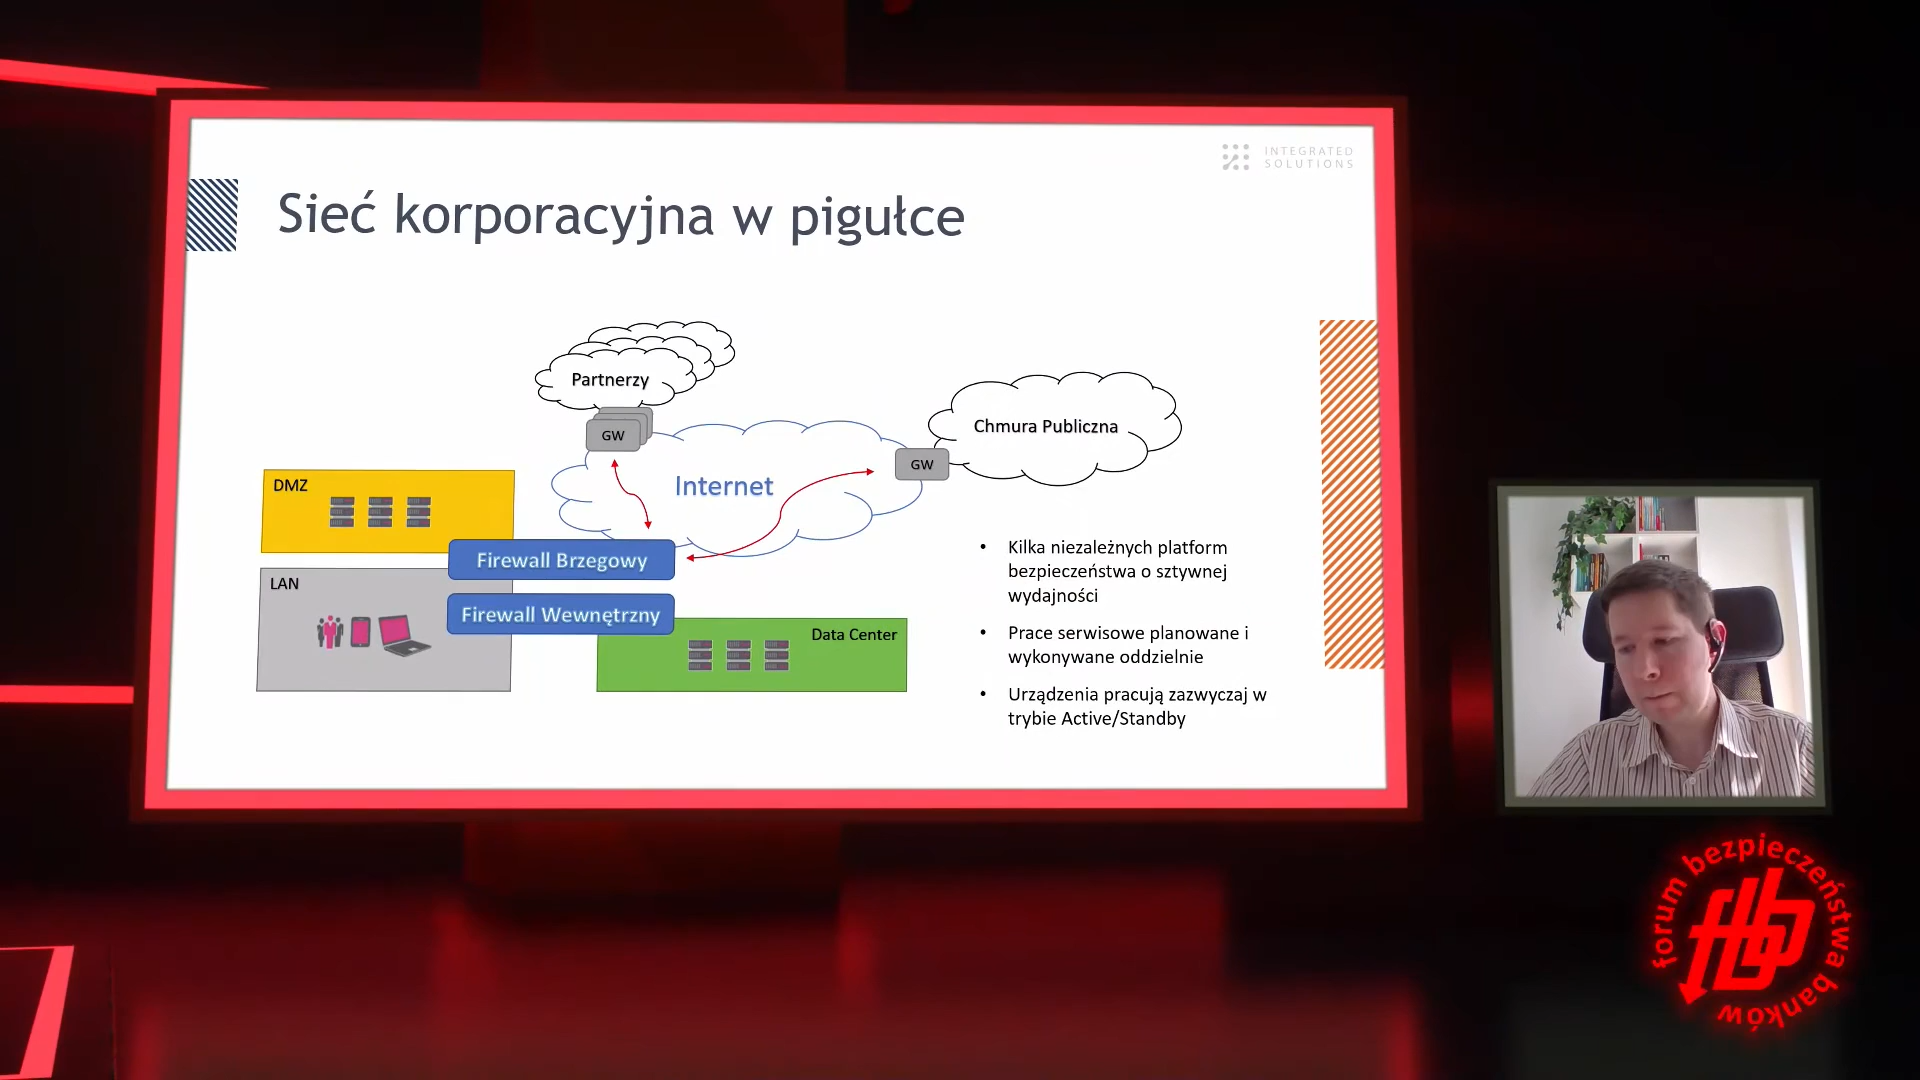 INTEGRATED
SOLUTIONS
Sieć korporacyjna w pigułce
Partnerzy
GW
Chmura Publiczna
GW
Internet
DMZ
Firewall Brzegowy
LAN
Firewall Wewnętrzny
Data Center
• Kilka niezależnych platform
bezpieczeństwa o sztywnej
wydajności
• Prace serwisowe planowane i
wykonywane oddzielnie
• Urządzenia pracują zazwyczaj w
trybie Active/Standby
forum bezpieczeństwa banków
fbb